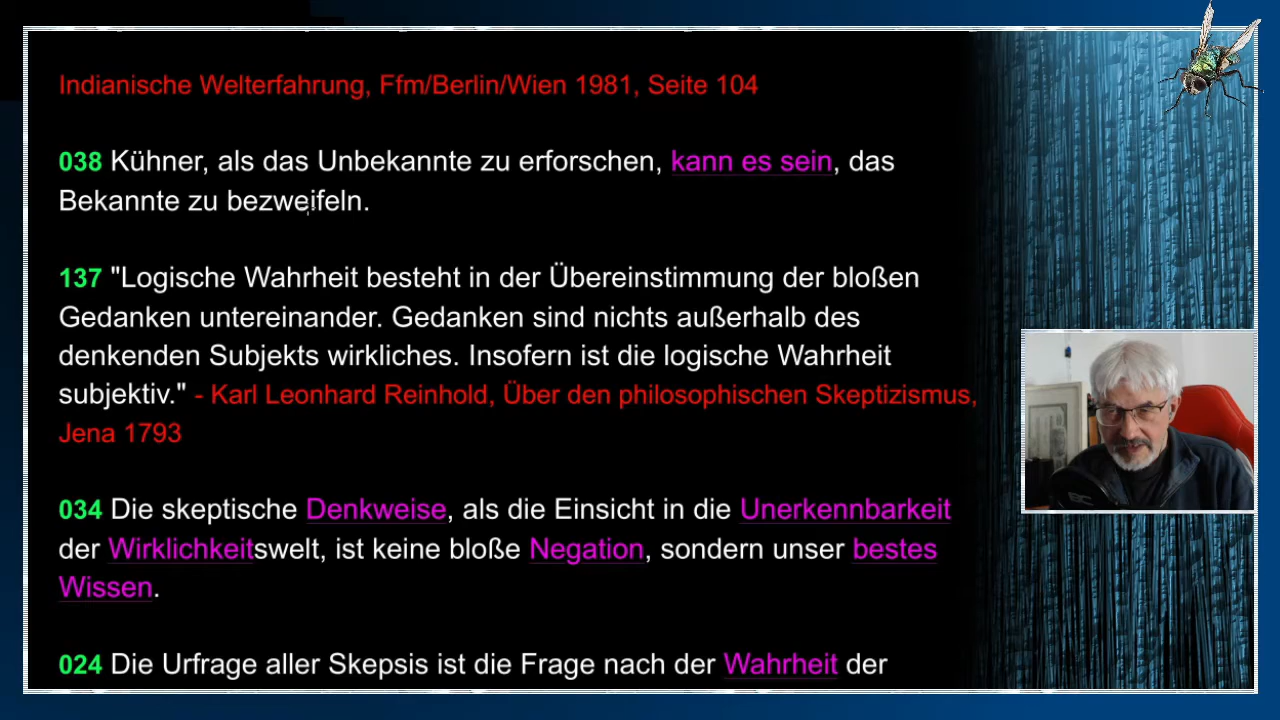 Indianische Welterfahrung, Ffm/Berlin/Wien 1981, Seite 104
038 Kühner, als das Unbekannte zu erforschen, kann es sein, das
Bekannte zu bezweifeln.
137 "Logische Wahrheit besteht in der Übereinstimmung der bloßen
Gedanken untereinander. Gedanken sind nichts außerhalb des
denkenden Subjekts wirkliches. Insofern ist die logische Wahrheit
subjektiv." - Karl Leonhard Reinhold, Über den philosophischen Skeptizismus,
Jena 1793
034 Die skeptische Denkweise, als die Einsicht in die Unerkennbarkeit
der Wirklichkeitswelt, ist keine bloße Negation, sondern unser bestes
Wissen.
024 Die Urfrage aller Skepsis ist die Frage nach der Wahrheit der